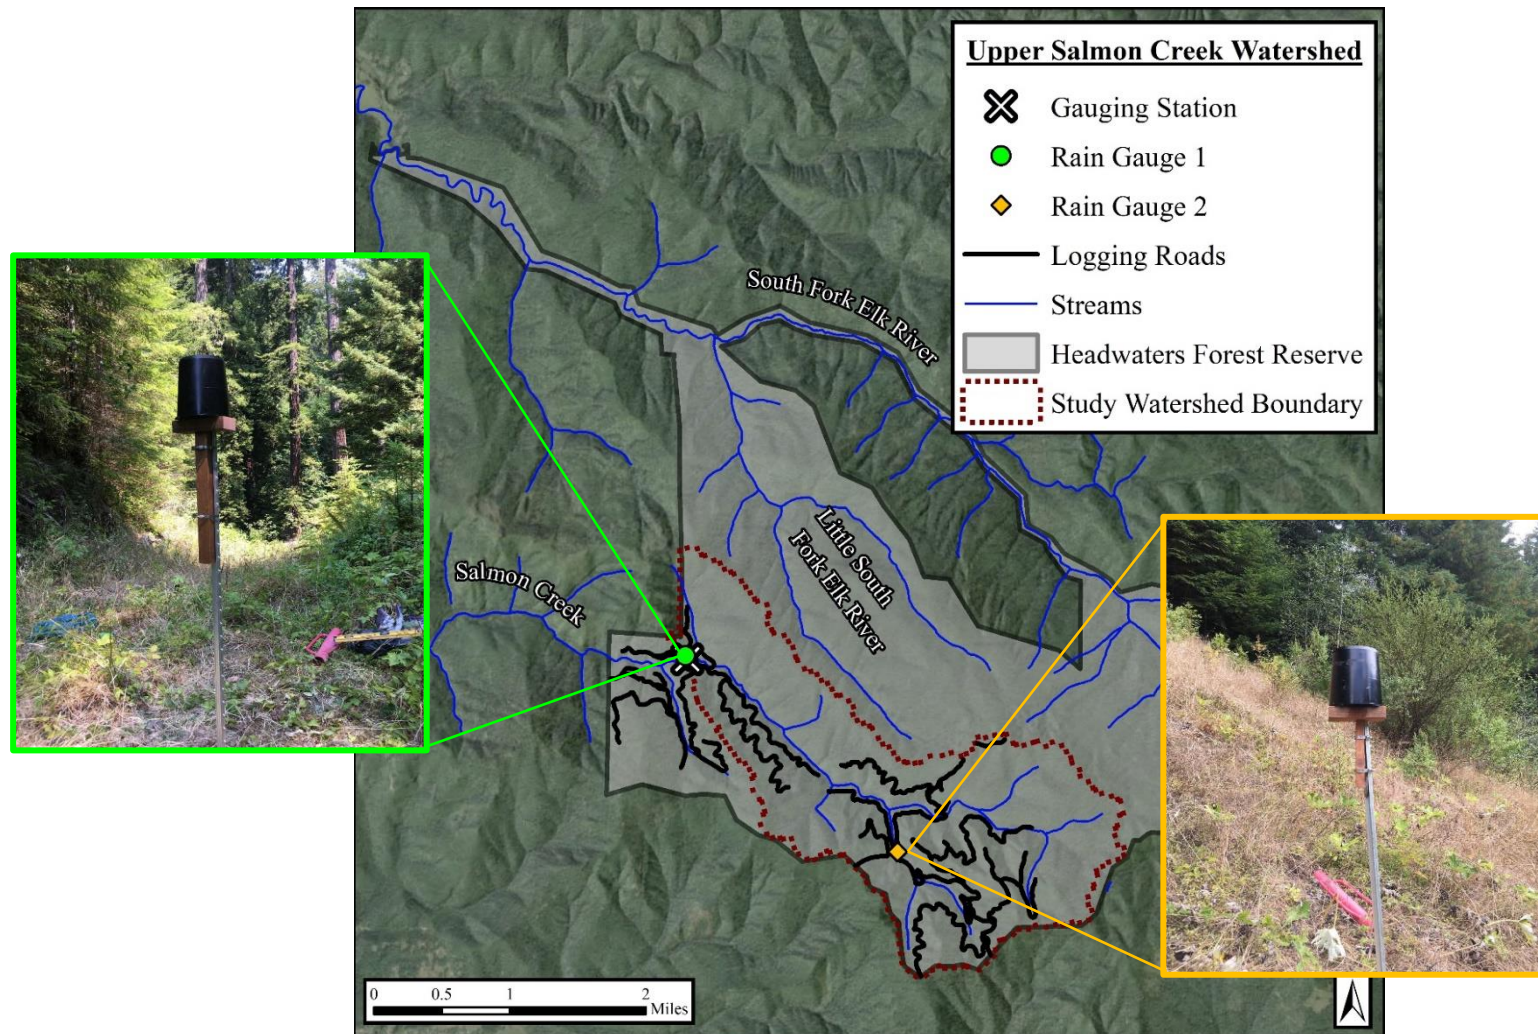 Upper Salmon Creek Watershed
Gauging Station
Rain Gauge 1
Rain Gauge 2
Logging Roads
Streams
Headwaters Forest Reserve
Study Watershed Boundary
South Fork Elk River
Little South
Fork Elk River
Salmon Creek
0 0.5 1 2
Miles